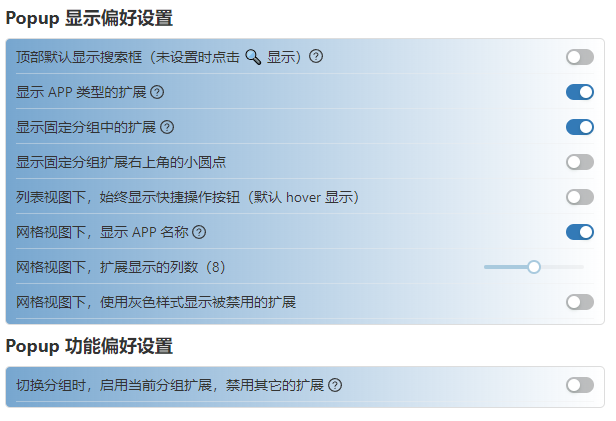 Popup 显示偏好设置
顶部默认显示搜索框（未设置时点击 🔍 显示）
显示 APP 类型的扩展
显示固定分组中的扩展
显示固定分组扩展右上角的小圆点
列表视图下，始终显示快捷操作按钮（默认 hover 显示）
网格视图下，显示 APP 名称
网格视图下，扩展显示的列数（8）
网格视图下，使用灰色样式显示被禁用的扩展
Popup 功能偏好设置
切换分组时，启用当前分组扩展，禁用其它的扩展